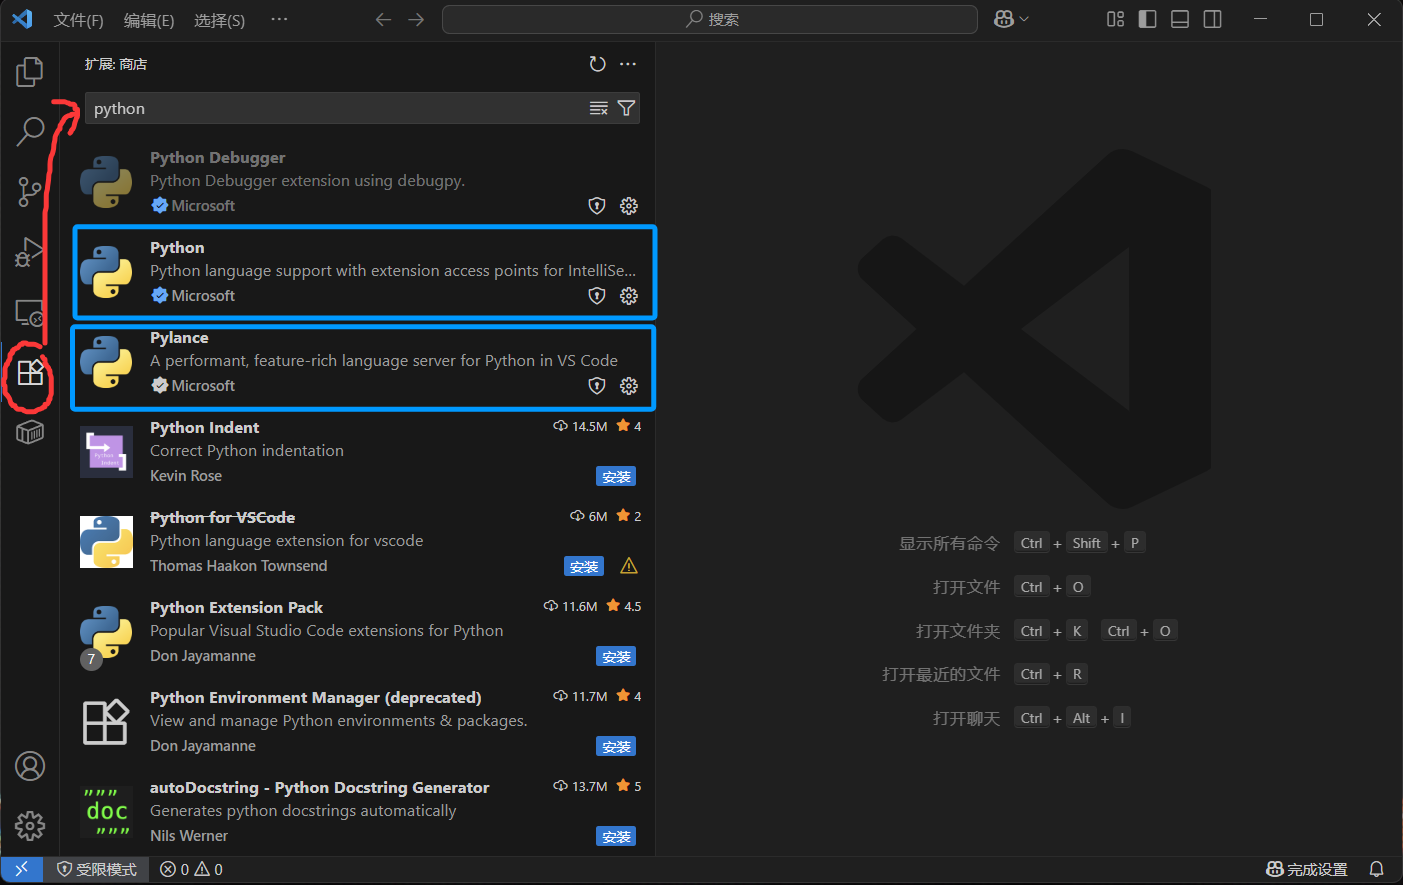 文件(F) 编辑(E) 选择(S) ··· 搜索
扩展: 商店
python
Python Debugger
Python Debugger extension using debugpy.
Microsoft
Python
Python language support with extension access points for IntelliSe...
Microsoft
Pylance
A performant, feature-rich language server for Python in VS Code
Microsoft
Python Indent 14.5M 4
Correct Python indentation
Kevin Rose 安装
Python for VSCode 6M 2
Python language extension for vscode
Thomas Haakon Townsend 安装
Python Extension Pack 11.6M 4.5
Popular Visual Studio Code extensions for Python
7
Don Jayamanne 安装
Python Environment Manager (deprecated) 11.7M 4
View and manage Python environments & packages.
Don Jayamanne 安装
autoDocstring - Python Docstring Generator 13.7M 5
"""
doc
"""
Generates python docstrings automatically
Nils Werner 安装
显示所有命令 Ctrl + Shift + P
打开文件 Ctrl + O
打开文件夹 Ctrl + K Ctrl + O
打开最近的文件 Ctrl + R
打开聊天 Ctrl + Alt + I
受限模式 0 0 完成设置